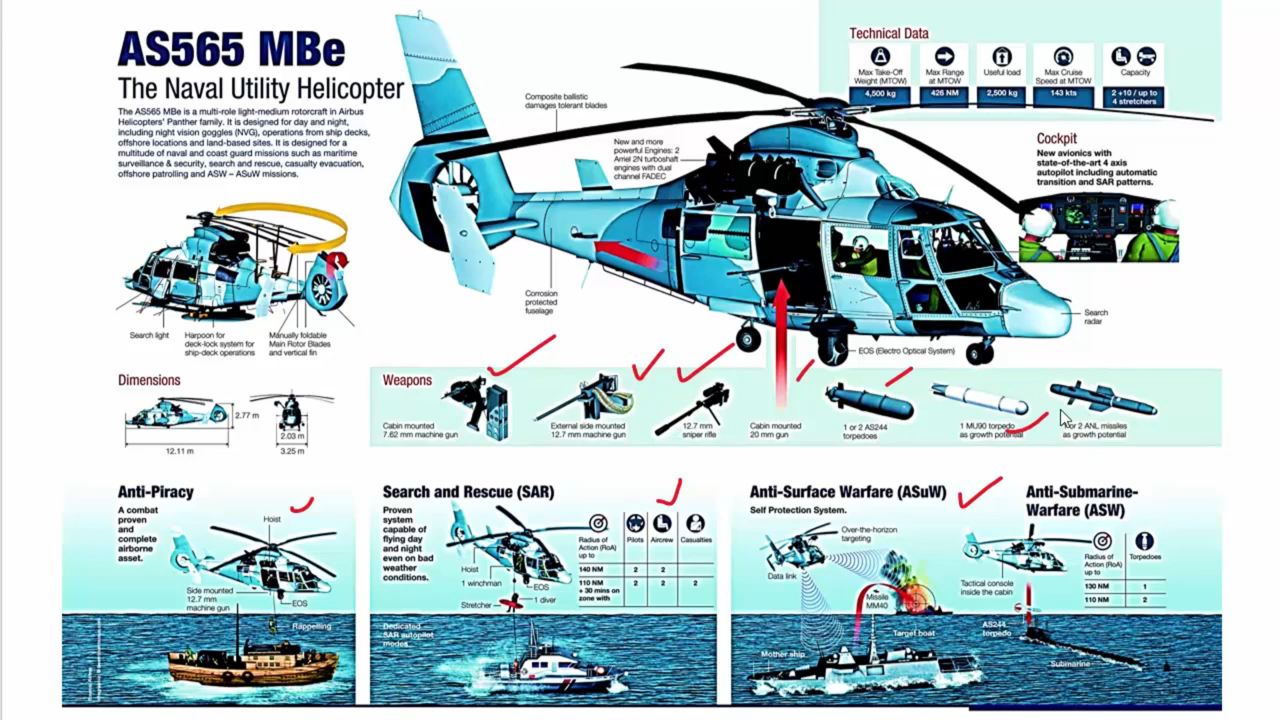 AS565 MBe
The Naval Utility Helicopter
The AS565 MBe is a multi-role light-medium rotorcraft in Airbus
Helicopters' Panther family. It is designed for day and night,
including night vision goggles (NVG), operations from ship decks,
offshore locations and land-based sites. It is designed for a
multitude of naval and coast guard missions such as maritime
surveillance & security, search and rescue, casualty evacuation,
offshore patrolling and ASW – ASuW missions.
Composite ballistic
damages tolerant blades
New and more
powerful Engines: 2
Arriel 2N turboshaft
engines with dual
channel FADEC
Technical Data
Max Take-Off
Weight (MTOW)
4,500 kg
Max Range
at MTOW
426 NM
Useful load
2,500 kg
Max Cruise
Speed at MTOW
143 kts
Capacity
2 +10 / up to
4 stretchers
Cockpit
New avionics with
state-of-the-art 4 axis
autopilot including automatic
transition and SAR patterns.
Search light
Harpoon for
deck-lock system for
ship-deck operations
Manually foldable
Main Rotor Blades
and vertical fin
Corrosion
protected
fuselage
Search
radar
EOS (Electro Optical System)
Dimensions
2.77 m
12.11 m
2.03 m
3.25 m
Weapons
Cabin mounted
7.62 mm machine gun
External side mounted
12.7 mm machine gun
12.7 mm
sniper rifle
Cabin mounted
20 mm gun
1 or 2 AS244
torpedoes
1 MU90 torpedo
as growth potential
or 2 ANL missiles
as growth potential
Anti-Piracy
A combat
proven
and
complete
airborne
asset.
Hoist
Side mounted
12.7 mm
machine gun
EOS
Rappelling
Search and Rescue (SAR)
Proven
system
capable of
flying day
and night
even on bad
weather
conditions.
Hoist
1 winchman
EOS
Stretcher
1 diver
Dedicated
SAR autopilot
modes
Radius of
Action (RoA)
up to
Pilots
Aircrew
Casualties
140 NM 2 2
110 NM 2 2 2
+ 30 mins on
zone with
Anti-Surface Warfare (ASuW)
Self Protection System.
Over-the-horizon
targeting
Data link
Missile
MM40
Target boat
Mother ship
Anti-Submarine-
Warfare (ASW)
Tactical console
inside the cabin
AS244
torpedo
Submarine
Radius of
Action (RoA)
up to
Torpedoes
130 NM 1
110 NM 2